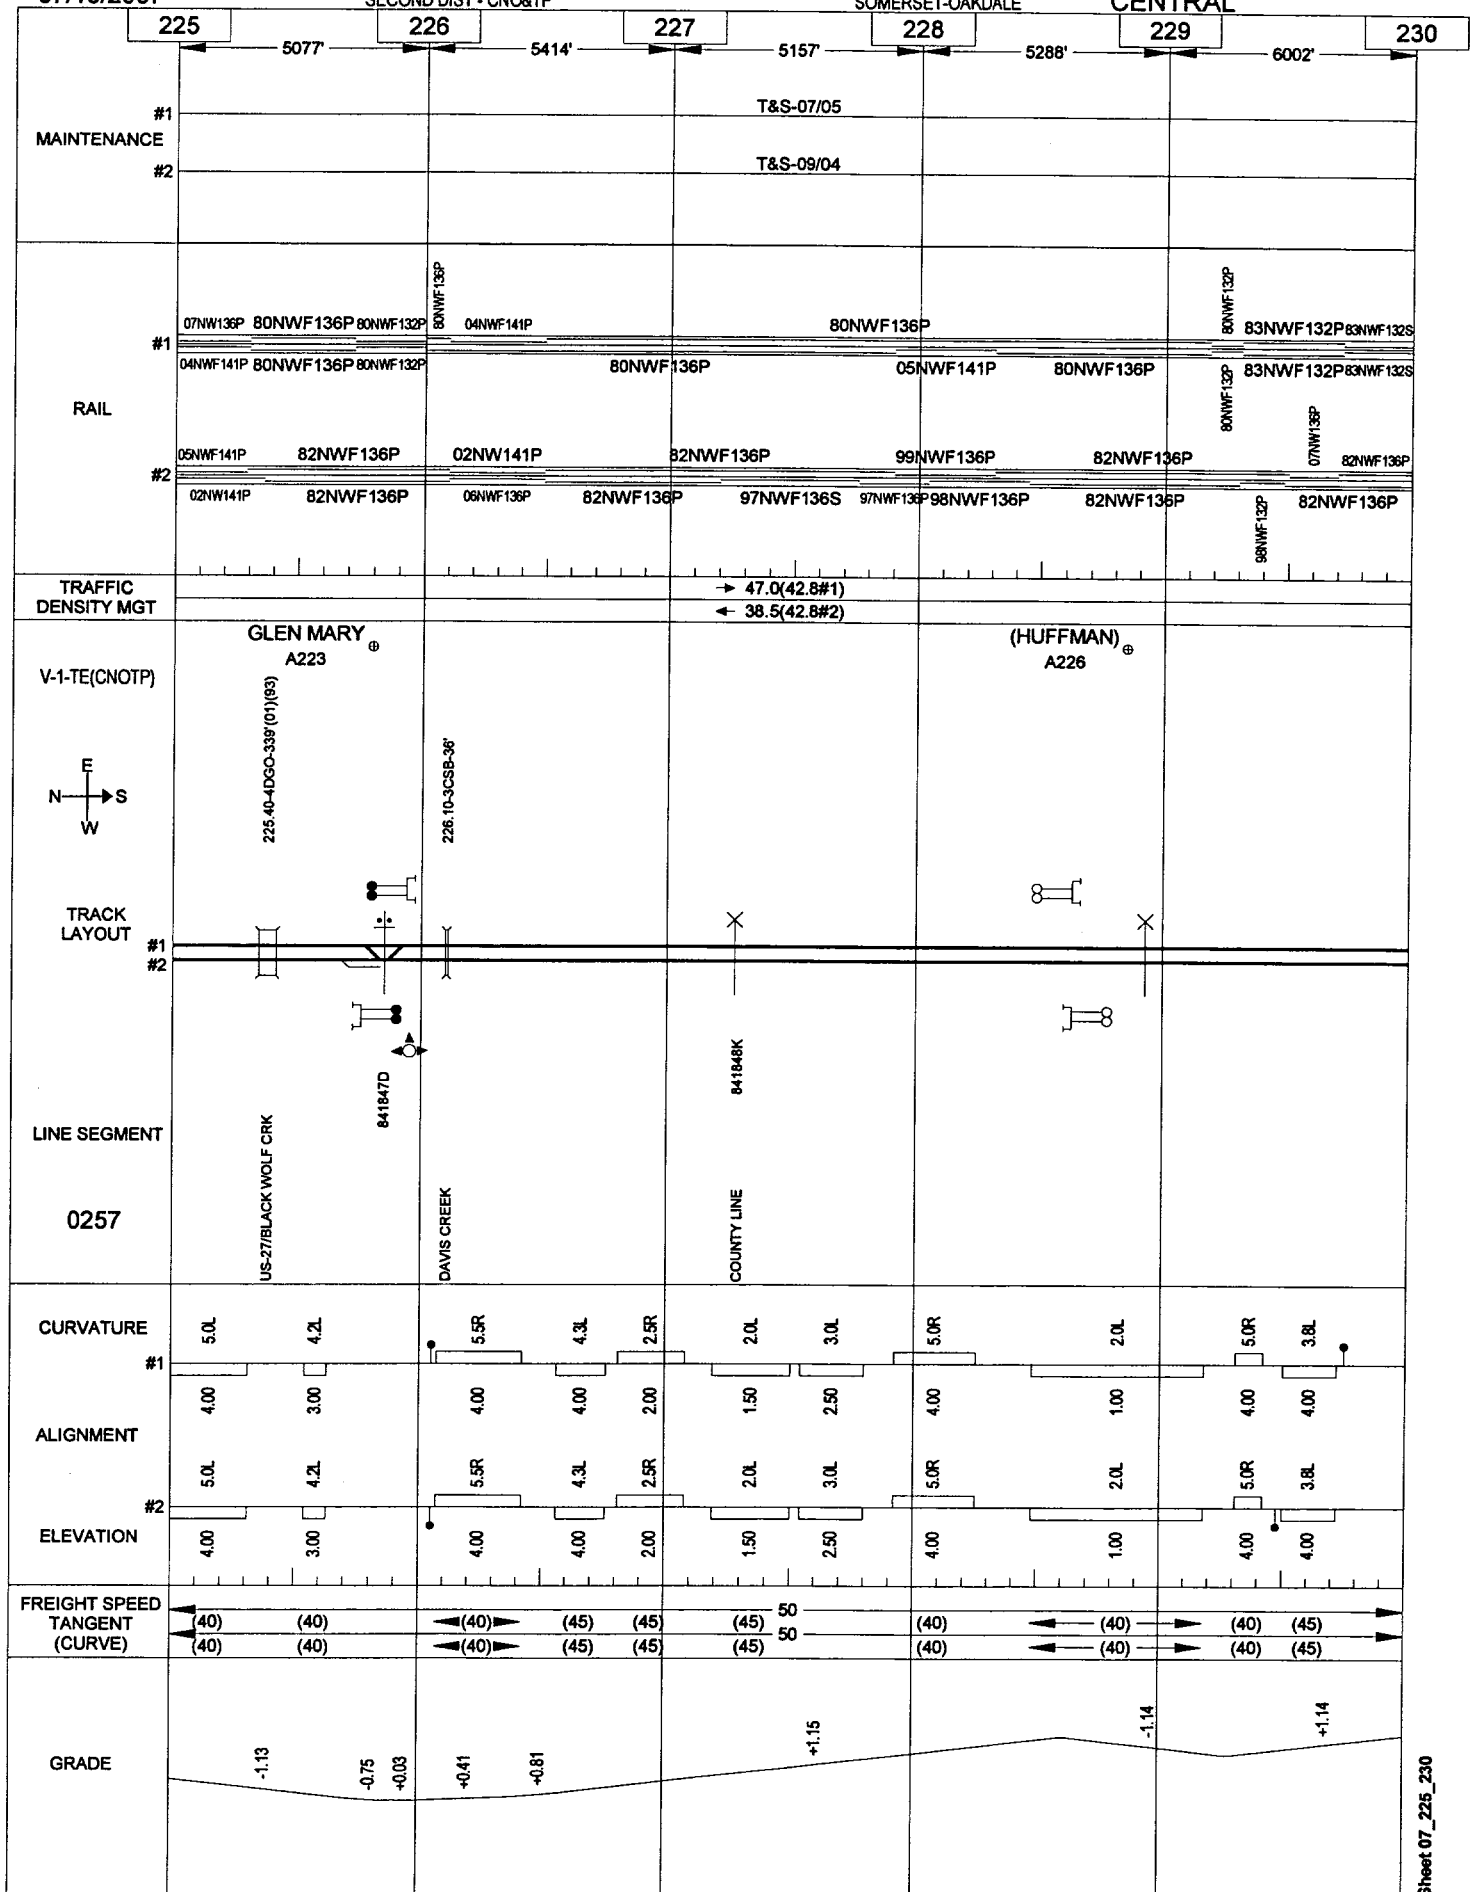 SECOND DIST - CNO&TP
SOMERSET-OAKDALE
CENTRAL
225 226 227 228 229 230
5077' 5414' 5157' 5288' 6002'
#1 T&S-07/05
MAINTENANCE
#2 T&S-09/04
80NWF136P 80NWF132P
07NW136P 80NWF136P 80NWF132P 04NWF141P 80NWF136P 83NWF132P 83NWF132S
#1
04NWF141P 80NWF136P 80NWF132P 80NWF136P 05NWF141P 80NWF136P 80NWF132P 83NWF132P 83NWF132S
RAIL
05NWF141P 82NWF136P 02NW141P 82NWF136P 99NWF136P 82NWF136P 07NW136P 82NWF136P
#2
02NW141P 82NWF136P 06NWF136P 82NWF136P 97NWF136S 97NWF136P 98NWF136P 82NWF136P 98NWF132P 82NWF136P
TRAFFIC
DENSITY MGT
47.0(42.8#1)
38.5(42.8#2)
GLEN MARY
A223
(HUFFMAN)
A226
V-1-TE(CNOTP)
225.40-4DGO-339'(01)(93)
226.10-3CSB-36'
E
N S
W
TRACK
LAYOUT
#1
#2
841847D
841848K
LINE SEGMENT
0257
US-27/BLACK WOLF CRK
DAVIS CREEK
COUNTY LINE
CURVATURE
5.0L 4.2L 5.5R 4.3L 2.5R 2.0L 3.0L 5.0R 2.0L 5.0R 3.8L
#1
4.00 3.00 4.00 4.00 2.00 1.50 2.50 4.00 1.00 4.00 4.00
ALIGNMENT
5.0L 4.2L 5.5R 4.3L 2.5R 2.0L 3.0L 5.0R 2.0L 5.0R 3.8L
#2
ELEVATION
4.00 3.00 4.00 4.00 2.00 1.50 2.50 4.00 1.00 4.00 4.00
FREIGHT SPEED
TANGENT
(CURVE)
50
(40) (40) (40) (45) (45) (45) (40) (40) (40) (45)
50
(40) (40) (40) (45) (45) (45) (40) (40) (40) (45)
GRADE
-1.13 -0.75 +0.03 +0.41 +0.81 +1.15 -1.14 +1.14
Sheet 07_225_230